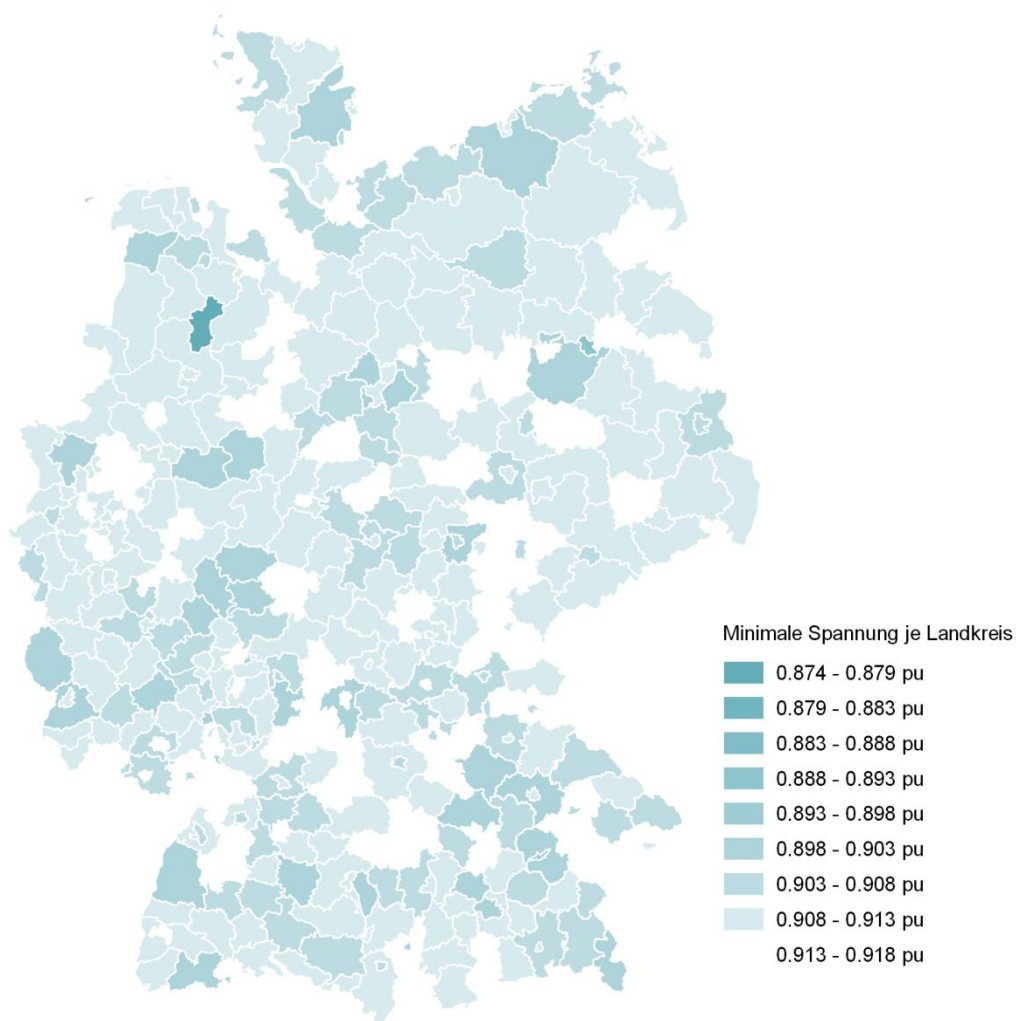 Minimale Spannung je Landkreis
0.874 - 0.879 pu
0.879 - 0.883 pu
0.883 - 0.888 pu
0.888 - 0.893 pu
0.893 - 0.898 pu
0.898 - 0.903 pu
0.903 - 0.908 pu
0.908 - 0.913 pu
0.913 - 0.918 pu